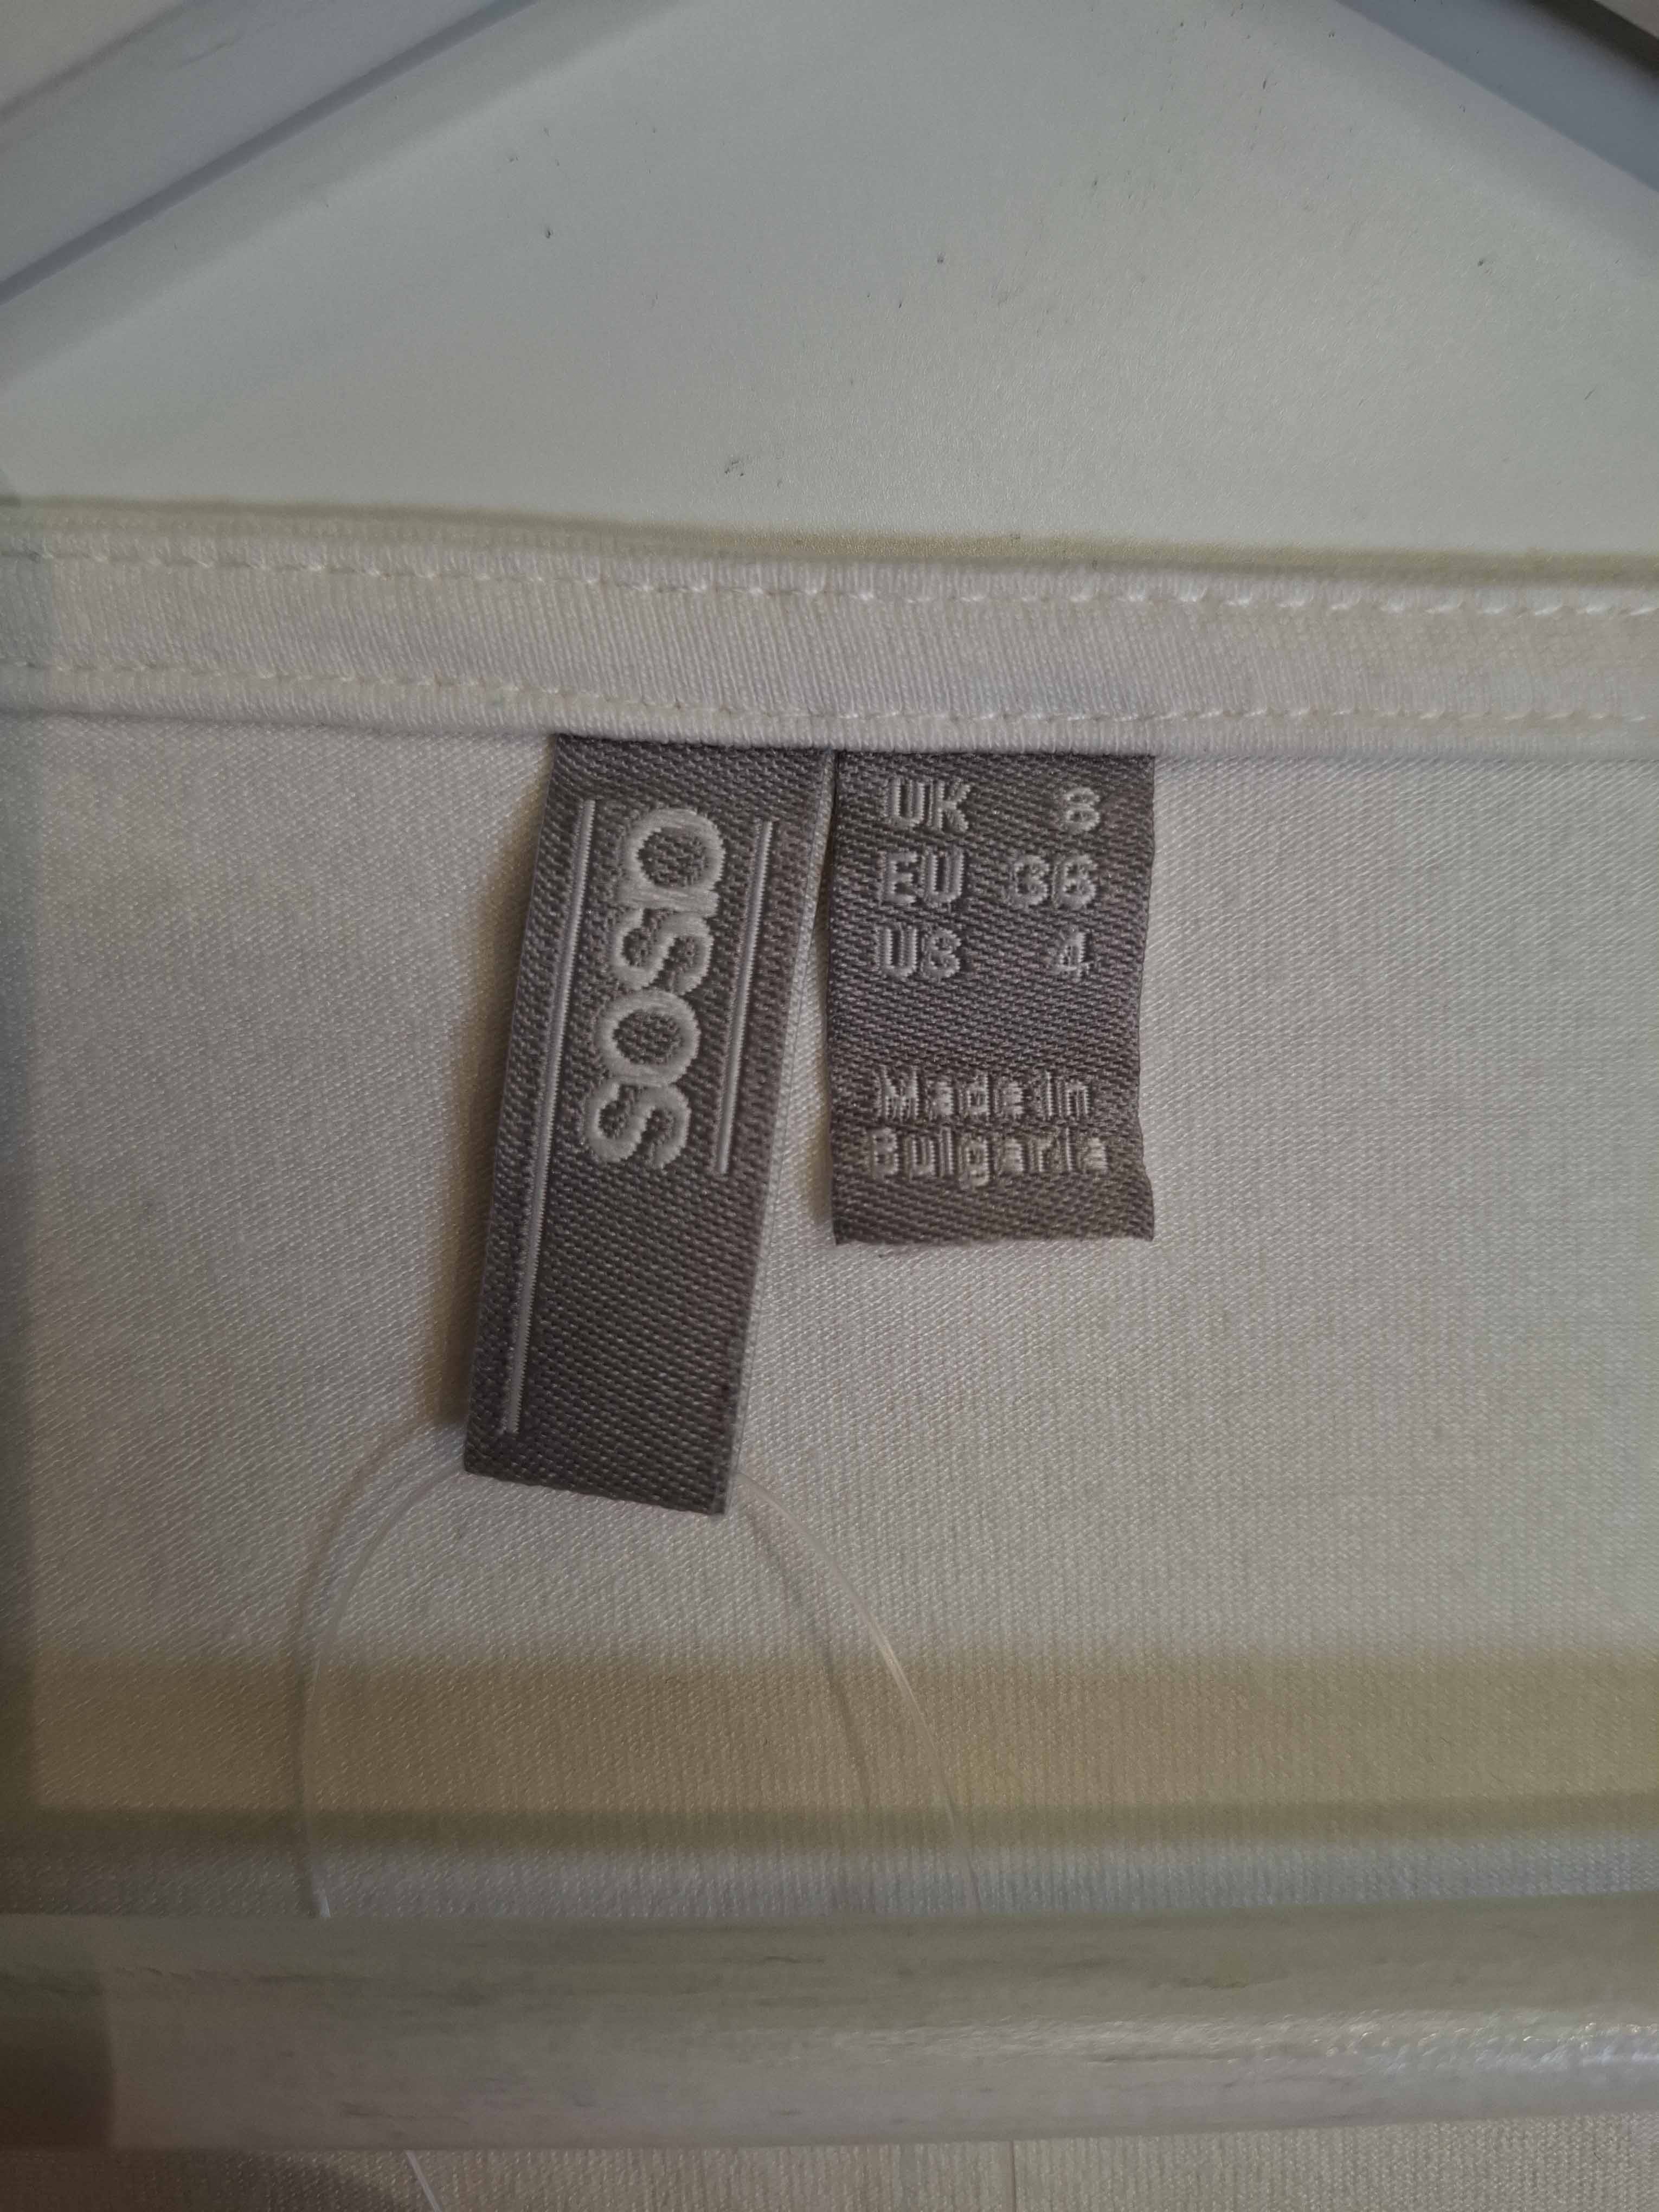 asos
UK 8
EU 36
US 4
Made in
Bulgaria